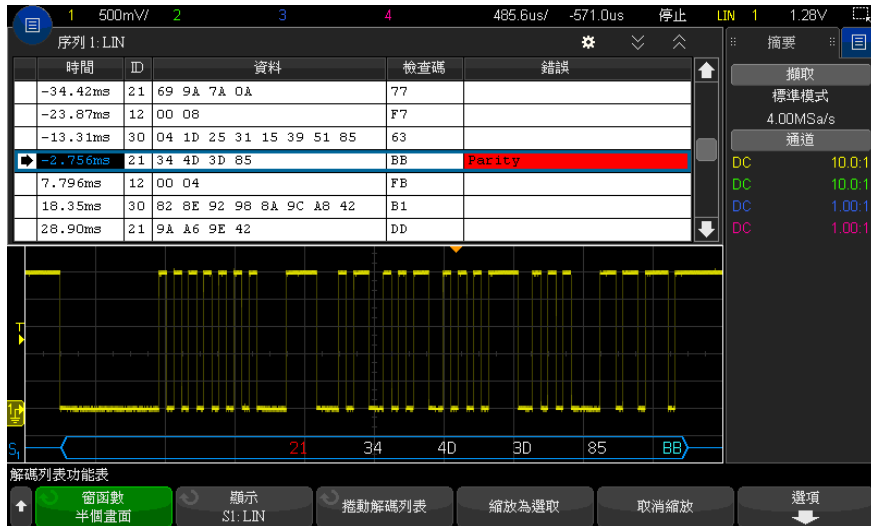 1 500mV/ 2 3 4 485.6us/ -571.0us 停止 LIN 1 1.28V
序列 1: LIN
摘要
時間 ID 資料 檢查碼 錯誤
-34.42ms 21 69 9A 7A 0A 77
-23.87ms 12 00 08 F7
-13.31ms 30 04 1D 25 31 15 39 51 85 63
-2.756ms 21 34 4D 3D 85 BB Parity
7.796ms 12 00 04 FB
18.35ms 30 82 8E 92 98 8A 9C A8 42 B1
28.90ms 21 9A A6 9E 42 DD
擷取
標準模式
4.00MSa/s
通道
DC 10.0:1
DC 10.0:1
DC 1.00:1
DC 1.00:1
T
1
S1 21 34 4D 3D 85 BB
解碼列表功能表
窗函數
半個畫面
顯示
S1: LIN
捲動解碼列表
縮放為選取
取消縮放
選項